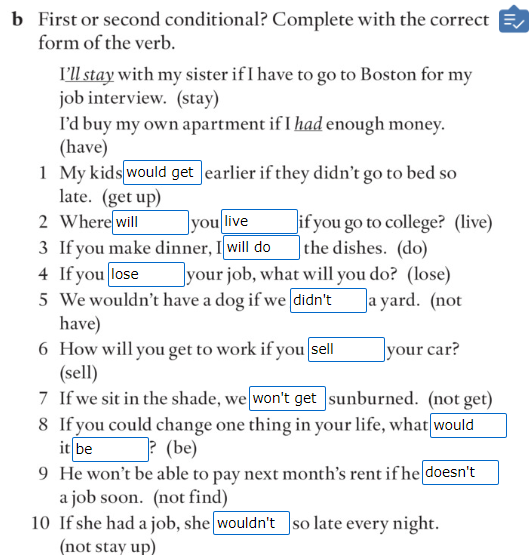 b First or second conditional? Complete with the correct
form of the verb.
I'll stay with my sister if I have to go to Boston for my
job interview. (stay)
I'd buy my own apartment if I had enough money.
(have)
1 My kids would get earlier if they didn't go to bed so
late. (get up)
2 Where will you live if you go to college? (live)
3 If you make dinner, I will do the dishes. (do)
4 If you lose your job, what will you do? (lose)
5 We wouldn't have a dog if we didn't a yard. (not
have)
6 How will you get to work if you sell your car?
(sell)
7 If we sit in the shade, we won't get sunburned. (not get)
8 If you could change one thing in your life, what would
it be ? (be)
9 He won't be able to pay next month's rent if he doesn't
a job soon. (not find)
10 If she had a job, she wouldn't so late every night.
(not stay up)